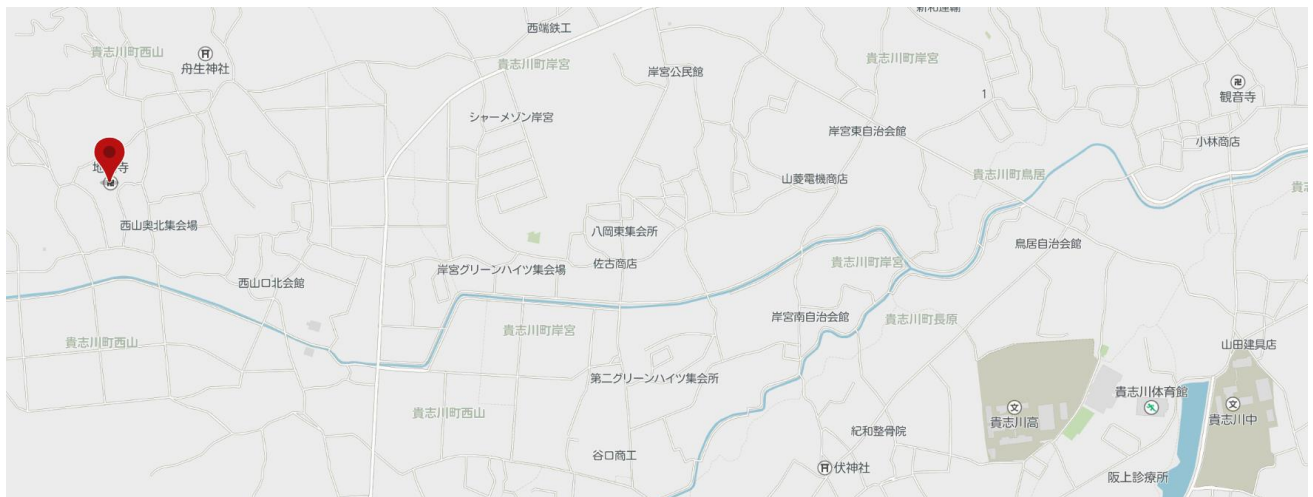 新和運輸
西端鉄工
貴志川町西山
舟生神社
貴志川町岸宮
岸宮公民館
貴志川町岸宮
観音寺
1
シャーメゾン岸宮
岸宮東自治会館
小林商店
貴志川町鳥居
山菱電機商店
貴志
西山奥北集会場
八岡東集会所
鳥居自治会館
佐古商店
岸宮グリーンハイツ集会場
貴志川町岸宮
西山口北会館
岸宮南自治会館
貴志川町長原
貴志川町岸宮
貴志川町西山
山田建具店
第二グリーンハイツ集会所
貴志川体育館
貴志川町西山
文
貴志川高
文
貴志川中
紀和整骨院
谷口商工
伏神社
阪上診療所